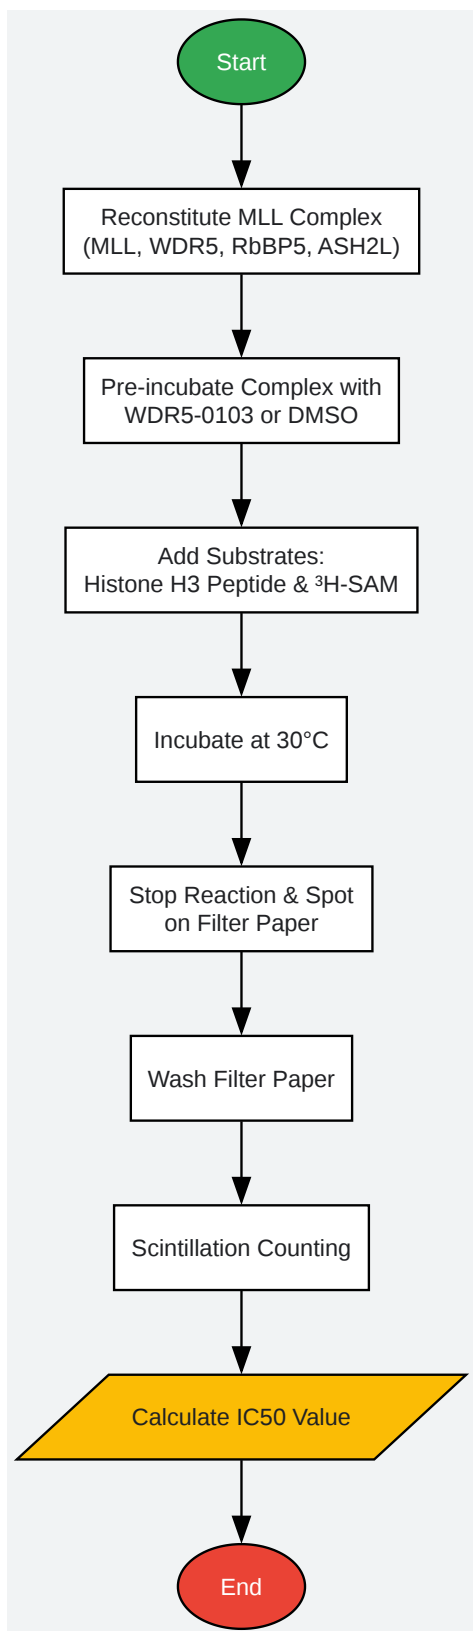 Start
Reconstitute MLL Complex
(MLL, WDR5, RbBP5, ASH2L)
Pre-incubate Complex with
WDR5-0103 or DMSO
Add Substrates:
Histone H3 Peptide & ³H-SAM
Incubate at 30°C
Stop Reaction & Spot
on Filter Paper
Wash Filter Paper
Scintillation Counting
Calculate IC50 Value
End